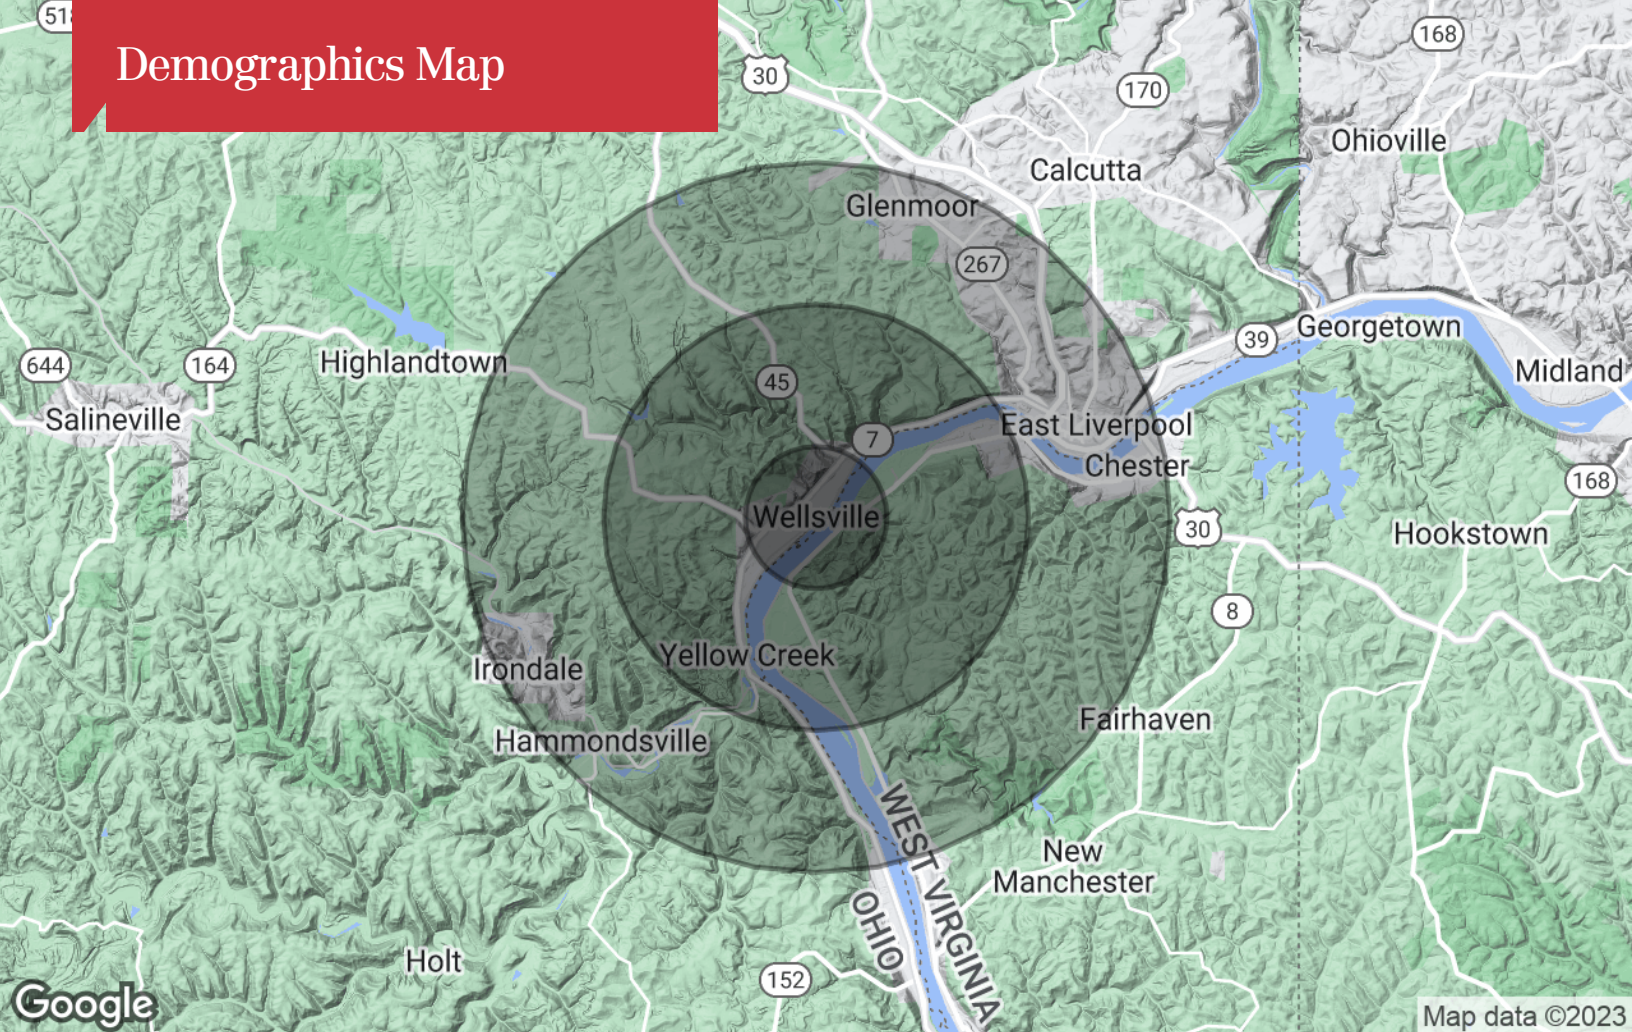 518
Demographics Map
30
168
170
Ohioville
Calcutta
Glenmoor
267
Georgetown
39
Highlandtown
644
164
Midland
45
Salineville
7
East Liverpool
Chester
168
Wellsville
30
Hookstown
8
Yellow Creek
Irondale
Fairhaven
Hammondsville
WEST VIRGINIA
New
Manchester
OHIO
Holt
152
Google
Map data ©2023